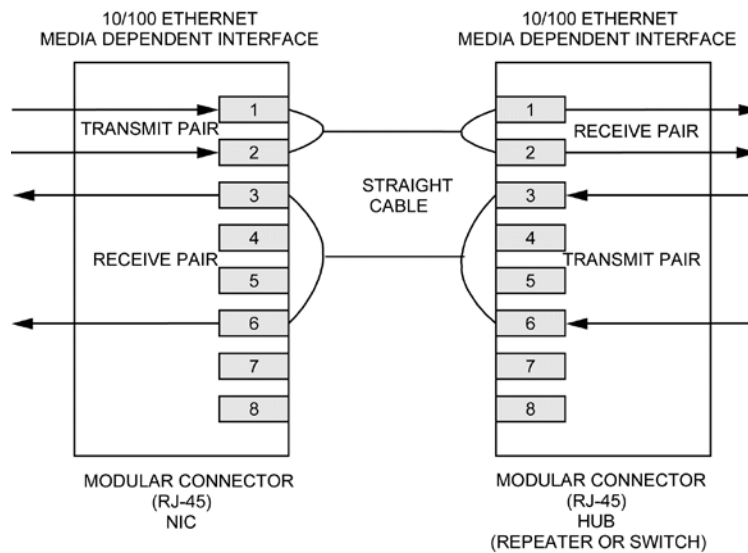 10/100 ETHERNET
MEDIA DEPENDENT INTERFACE
10/100 ETHERNET
MEDIA DEPENDENT INTERFACE
1
TRANSMIT PAIR
2
3
4
RECEIVE PAIR
5
6
7
8
STRAIGHT
CABLE
1
RECEIVE PAIR
2
3
4
TRANSMIT PAIR
5
6
7
8
MODULAR CONNECTOR
(RJ-45)
NIC
MODULAR CONNECTOR
(RJ-45)
HUB
(REPEATER OR SWITCH)